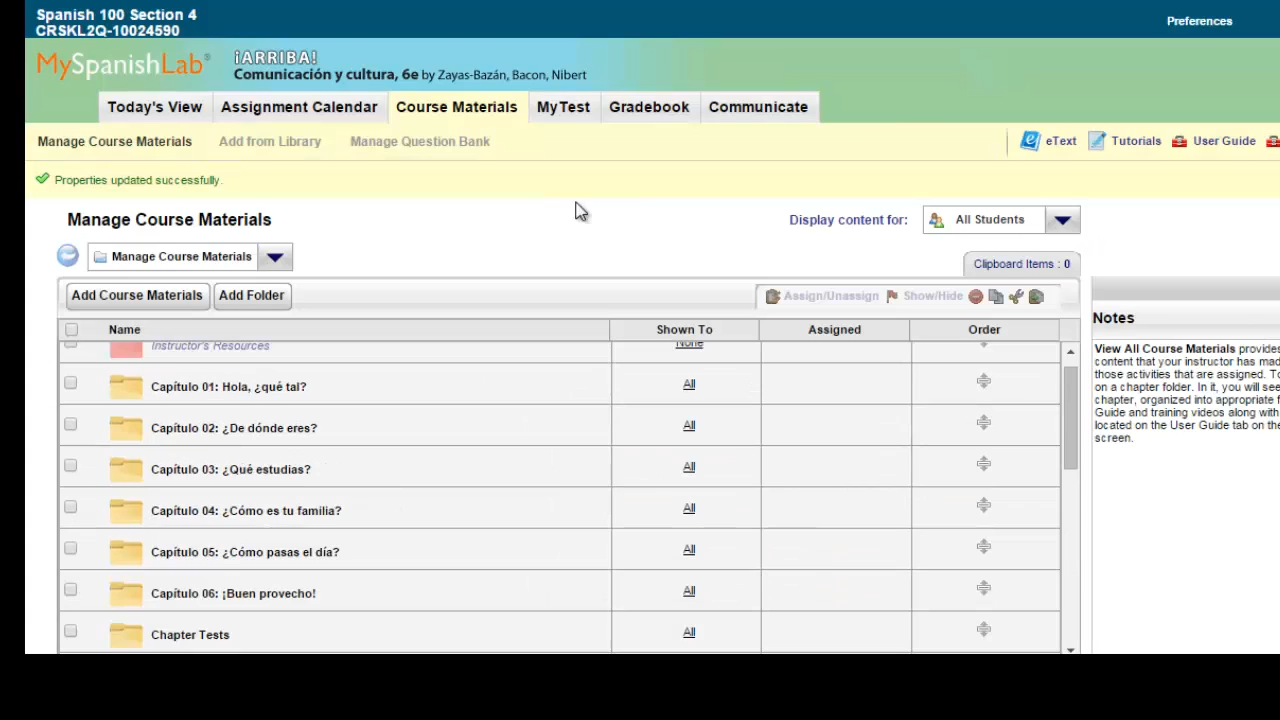 Spanish 100 Section 4
CRSKL2Q-10024590
Preferences
MySpanishLab®
¡ARRIBA!
Comunicación y cultura, 6e by Zayas-Bazán, Bacon, Nibert
Today's View Assignment Calendar Course Materials MyTest Gradebook Communicate
Manage Course Materials Add from Library Manage Question Bank eText Tutorials User Guide
Properties updated successfully.
Manage Course Materials
Display content for: All Students
Manage Course Materials
Clipboard Items : 0
Add Course Materials Add Folder Assign/Unassign Show/Hide
Name Shown To Assigned Order
Instructor's Resources None
Capítulo 01: Hola, ¿qué tal? All
Capítulo 02: ¿De dónde eres? All
Capítulo 03: ¿Qué estudias? All
Capítulo 04: ¿Cómo es tu familia? All
Capítulo 05: ¿Cómo pasas el día? All
Capítulo 06: ¡Buen provecho! All
Chapter Tests All
Notes
View All Course Materials provides
content that your instructor has mad
those activities that are assigned. To
on a chapter folder. In it, you will see
chapter, organized into appropriate f
Guide and training videos along with
located on the User Guide tab on the
screen.